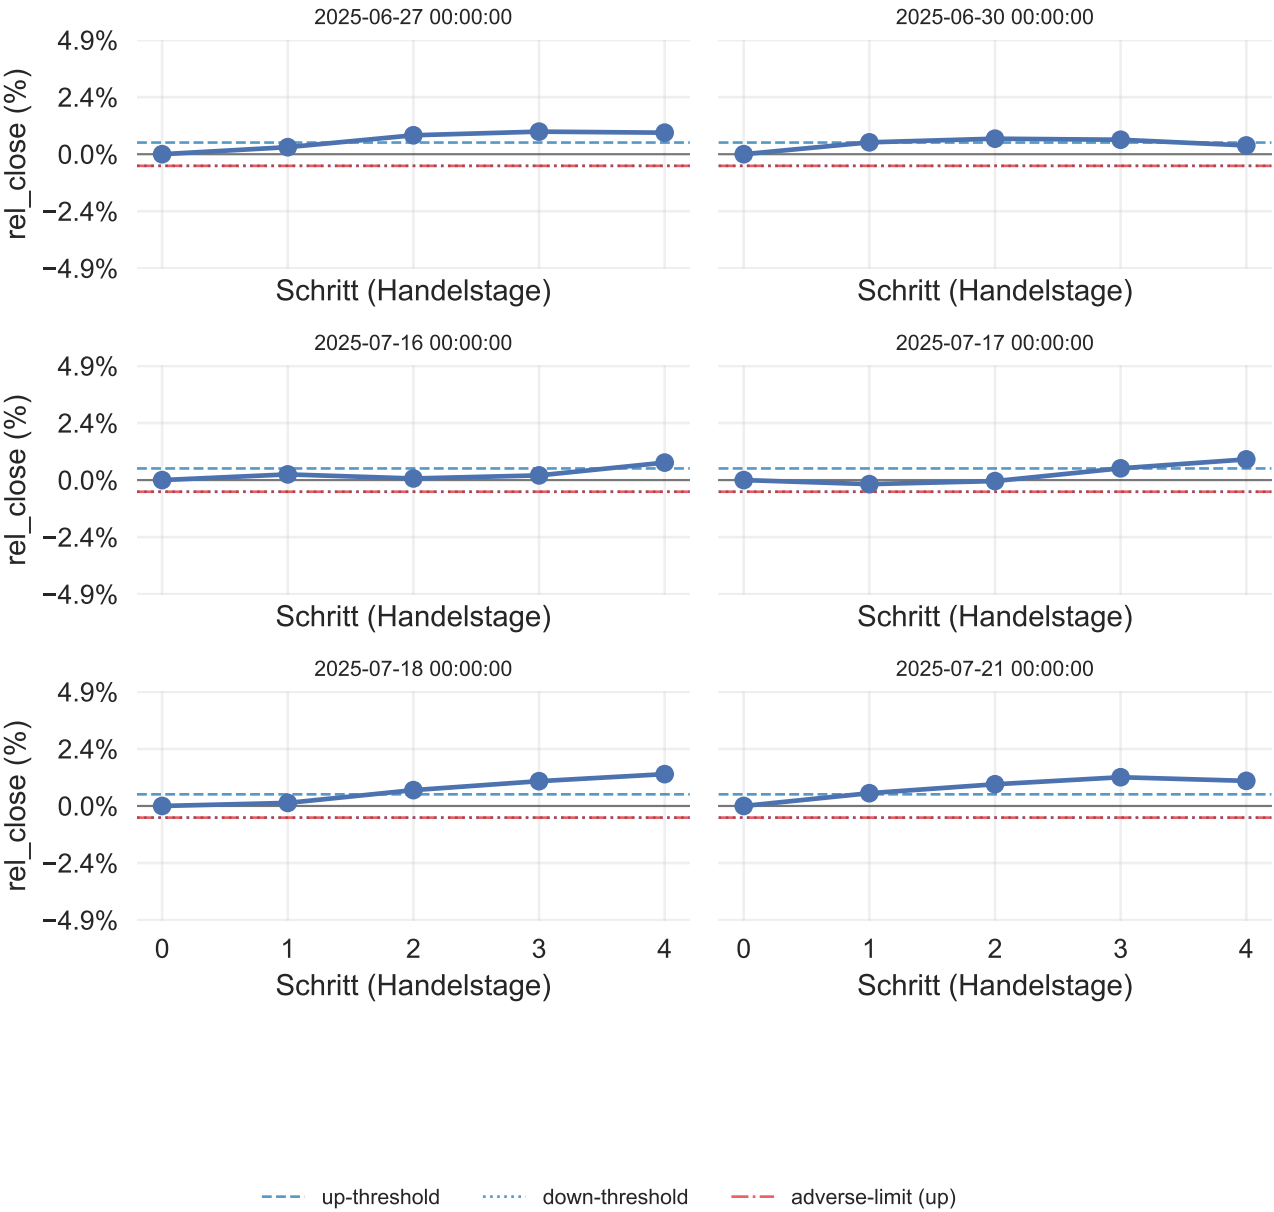 2025-06-27 00:00:00
2025-06-30 00:00:00
4.9%
2.4%
0.0%
−2.4%
−4.9%
rel_close (%)
Schritt (Handelstage)
Schritt (Handelstage)
2025-07-16 00:00:00
2025-07-17 00:00:00
4.9%
2.4%
0.0%
−2.4%
−4.9%
rel_close (%)
Schritt (Handelstage)
Schritt (Handelstage)
2025-07-18 00:00:00
2025-07-21 00:00:00
4.9%
2.4%
0.0%
−2.4%
−4.9%
rel_close (%)
0 1 2 3 4
0 1 2 3 4
Schritt (Handelstage)
Schritt (Handelstage)
up-threshold
down-threshold
adverse-limit (up)